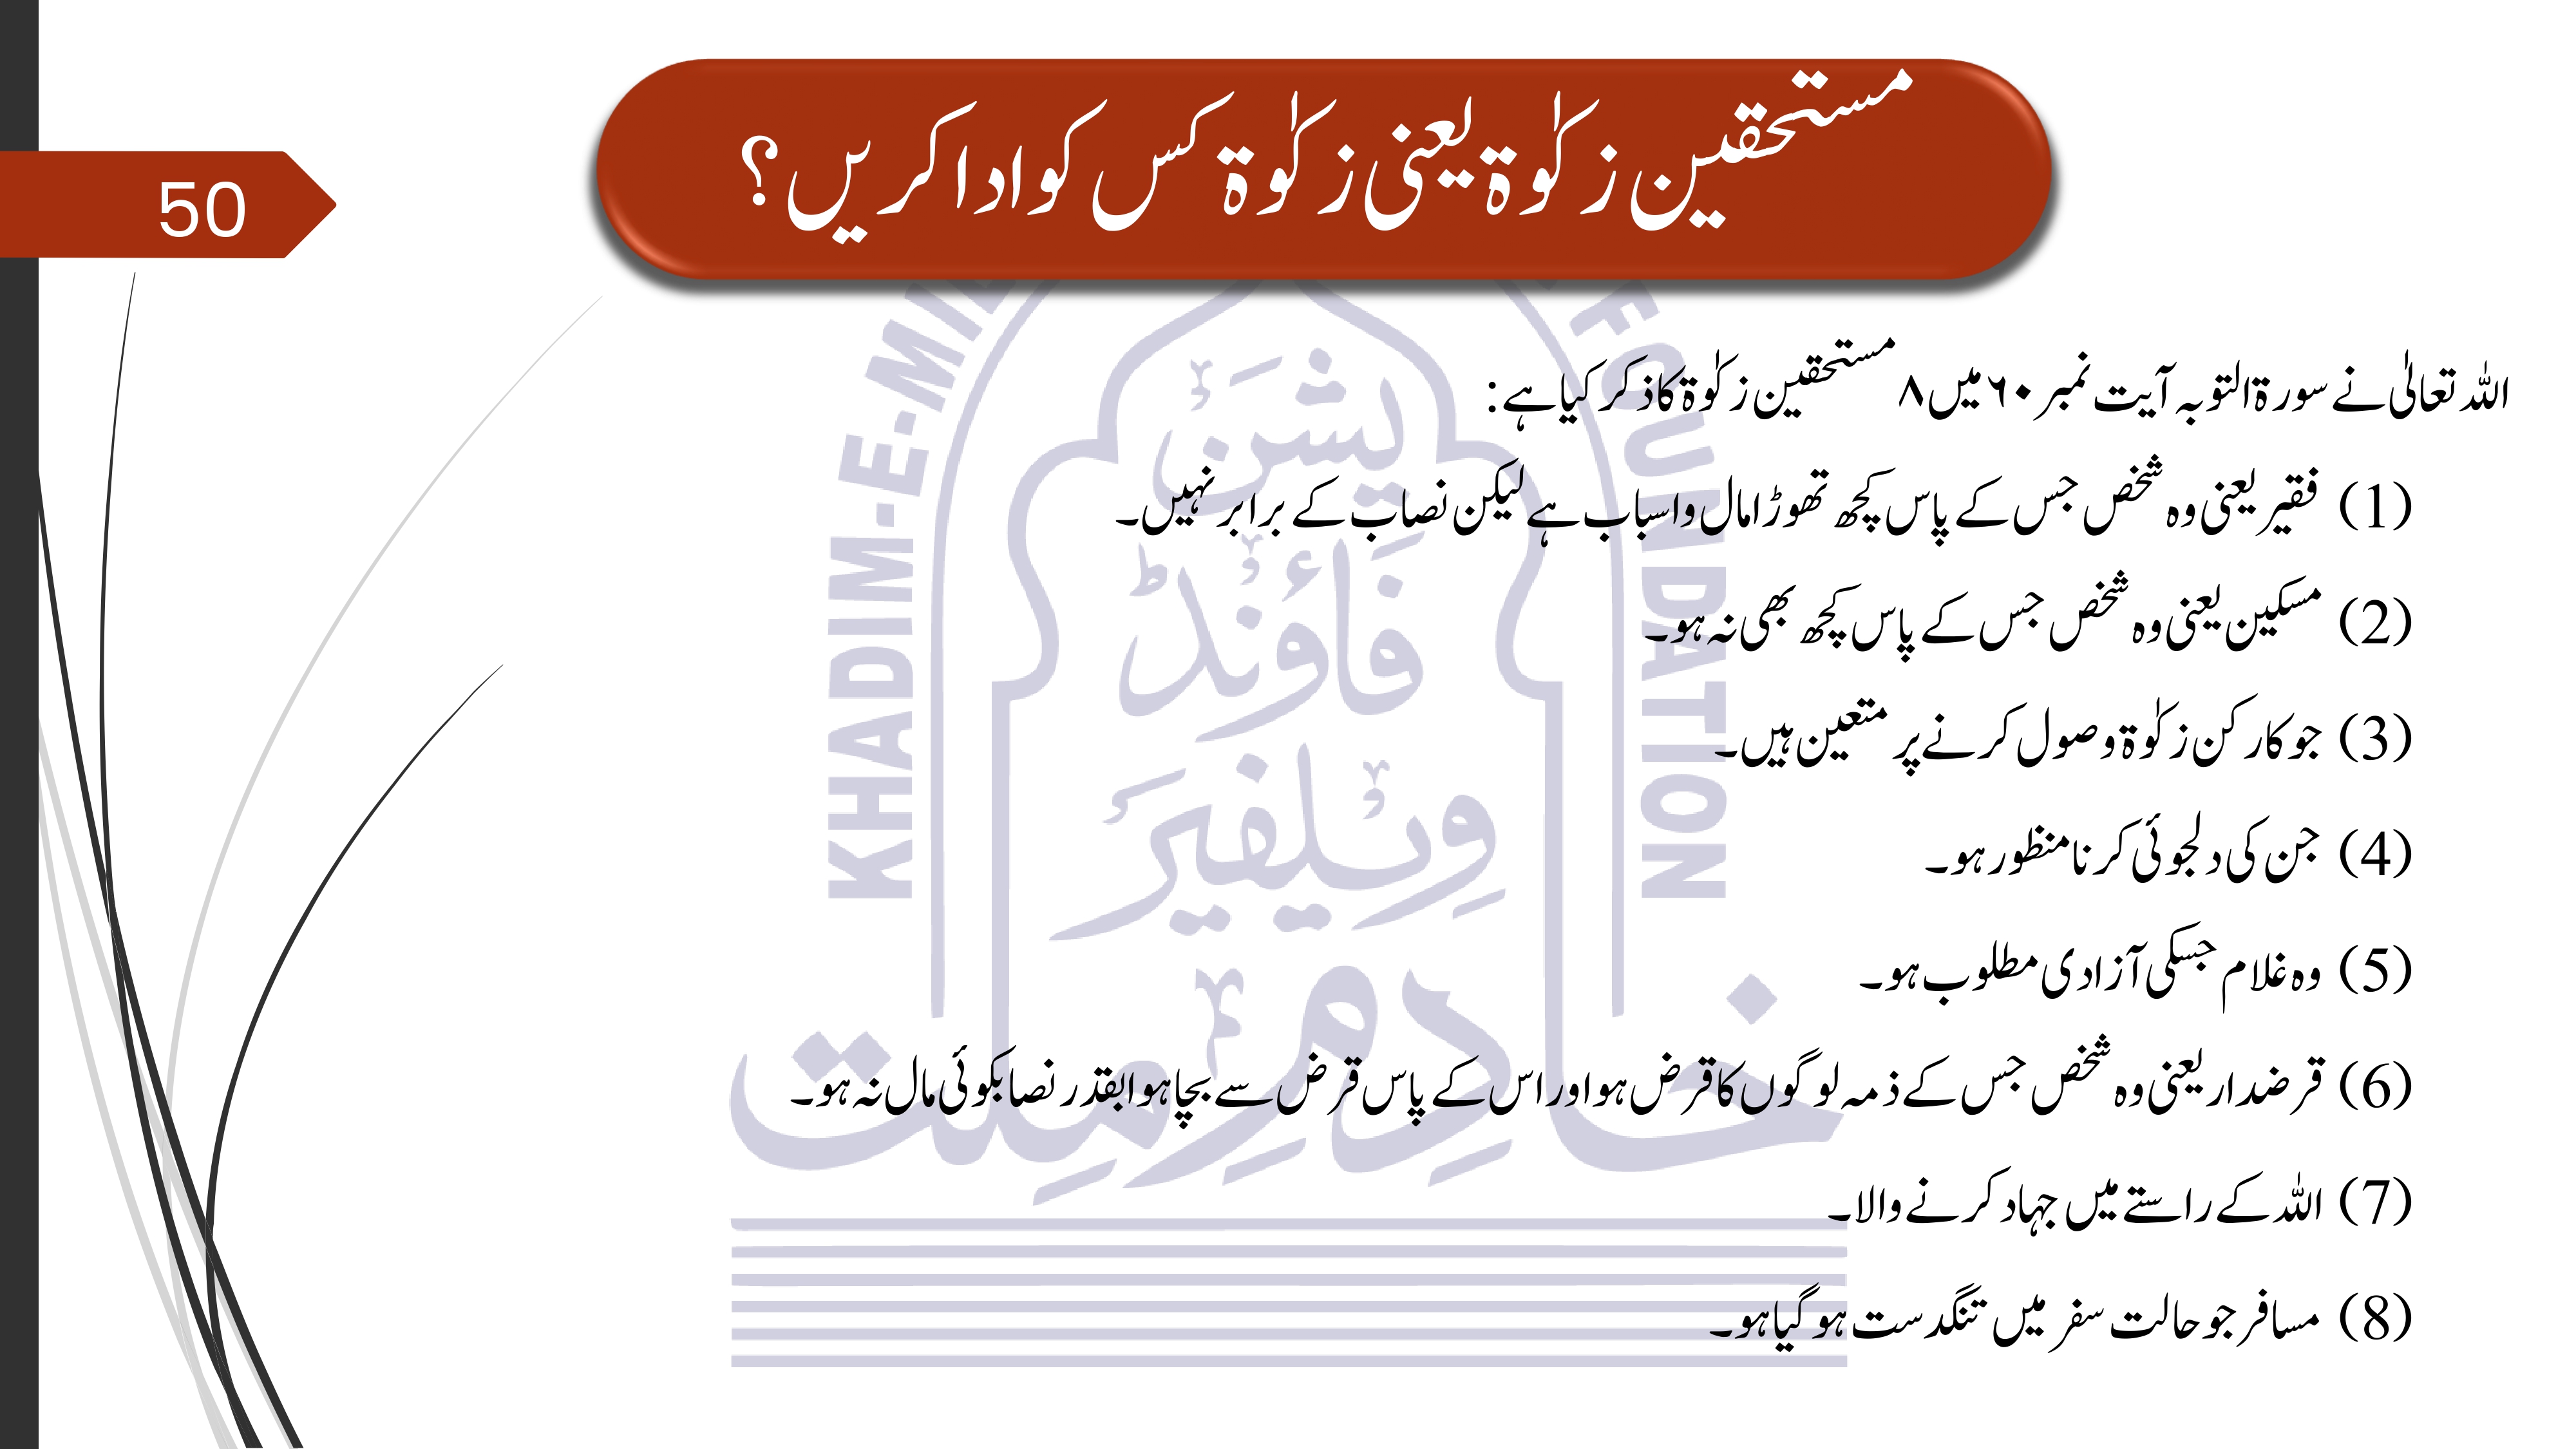 مستحقین زکوٰۃ یعنی زکوٰۃ کس کو ادا کریں؟
50
اللہ تعالٰی نے سورۃ التوبہ آیت نمبر ۶۰ میں ۸ مستحقین زکوٰۃ کا ذکر کیا ہے:
(1) فقیر یعنی وہ شخص جس کے پاس کچھ تھوڑا مال و اسباب ہے لیکن نصاب کے برابر نہیں۔
(2) مسکین یعنی وہ شخص جس کے پاس کچھ بھی نہ ہو۔
(3) جو کارکن زکوٰۃ وصول کرنے پر متعین ہیں۔
(4) جن کی دلجوئی کرنا منظور ہو۔
(5) وہ غلام جسکی آزادی مطلوب ہو۔
(6) قرضدار یعنی وہ شخص جس کے ذمہ لوگوں کا قرض ہو اور اس کے پاس قرض سے بچا ہوا بقدر نصاب کوئی مال نہ ہو۔
(7) اللہ کے راستے میں جہاد کرنے والا۔
(8) مسافر جو حالت سفر میں تنگدست ہو گیا ہو۔
KHADIM-E-MIL
FOUNDATION
یشن
فاؤنڈ
ویلفیر
خادم ملت